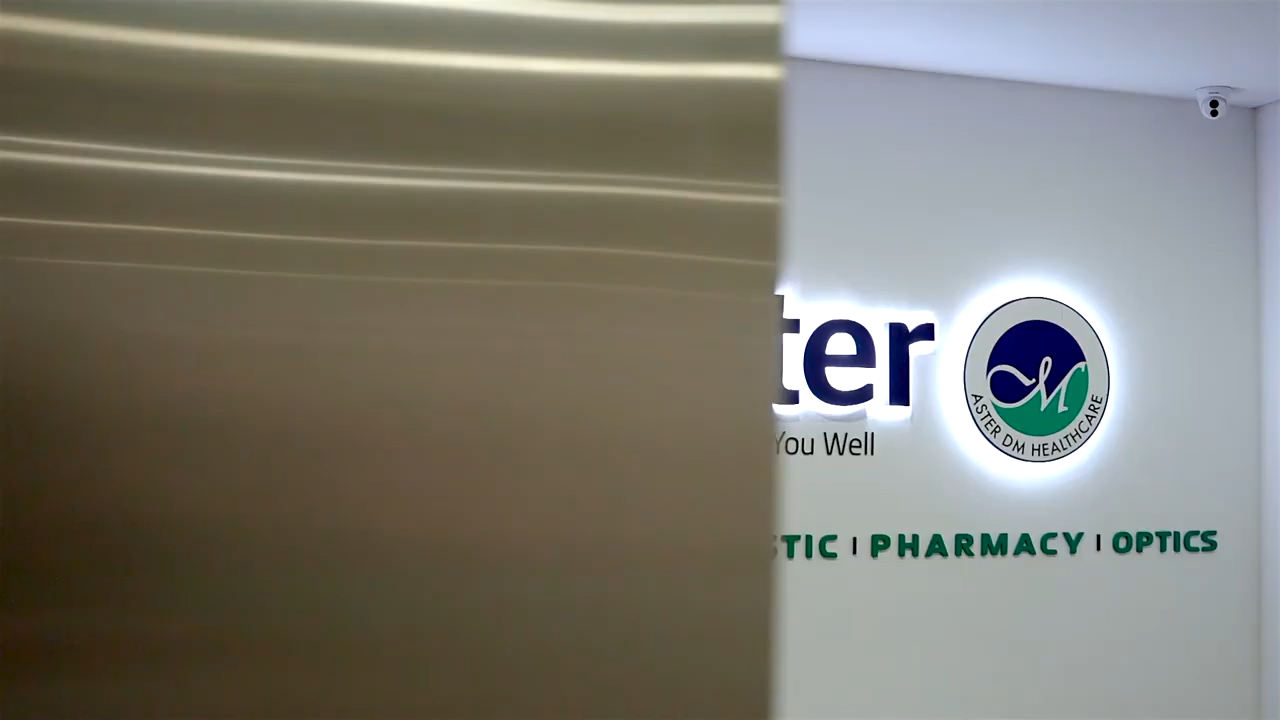 ter
You Well
STIC | PHARMACY | OPTICS
M
ASTER DM HEALTHCARE